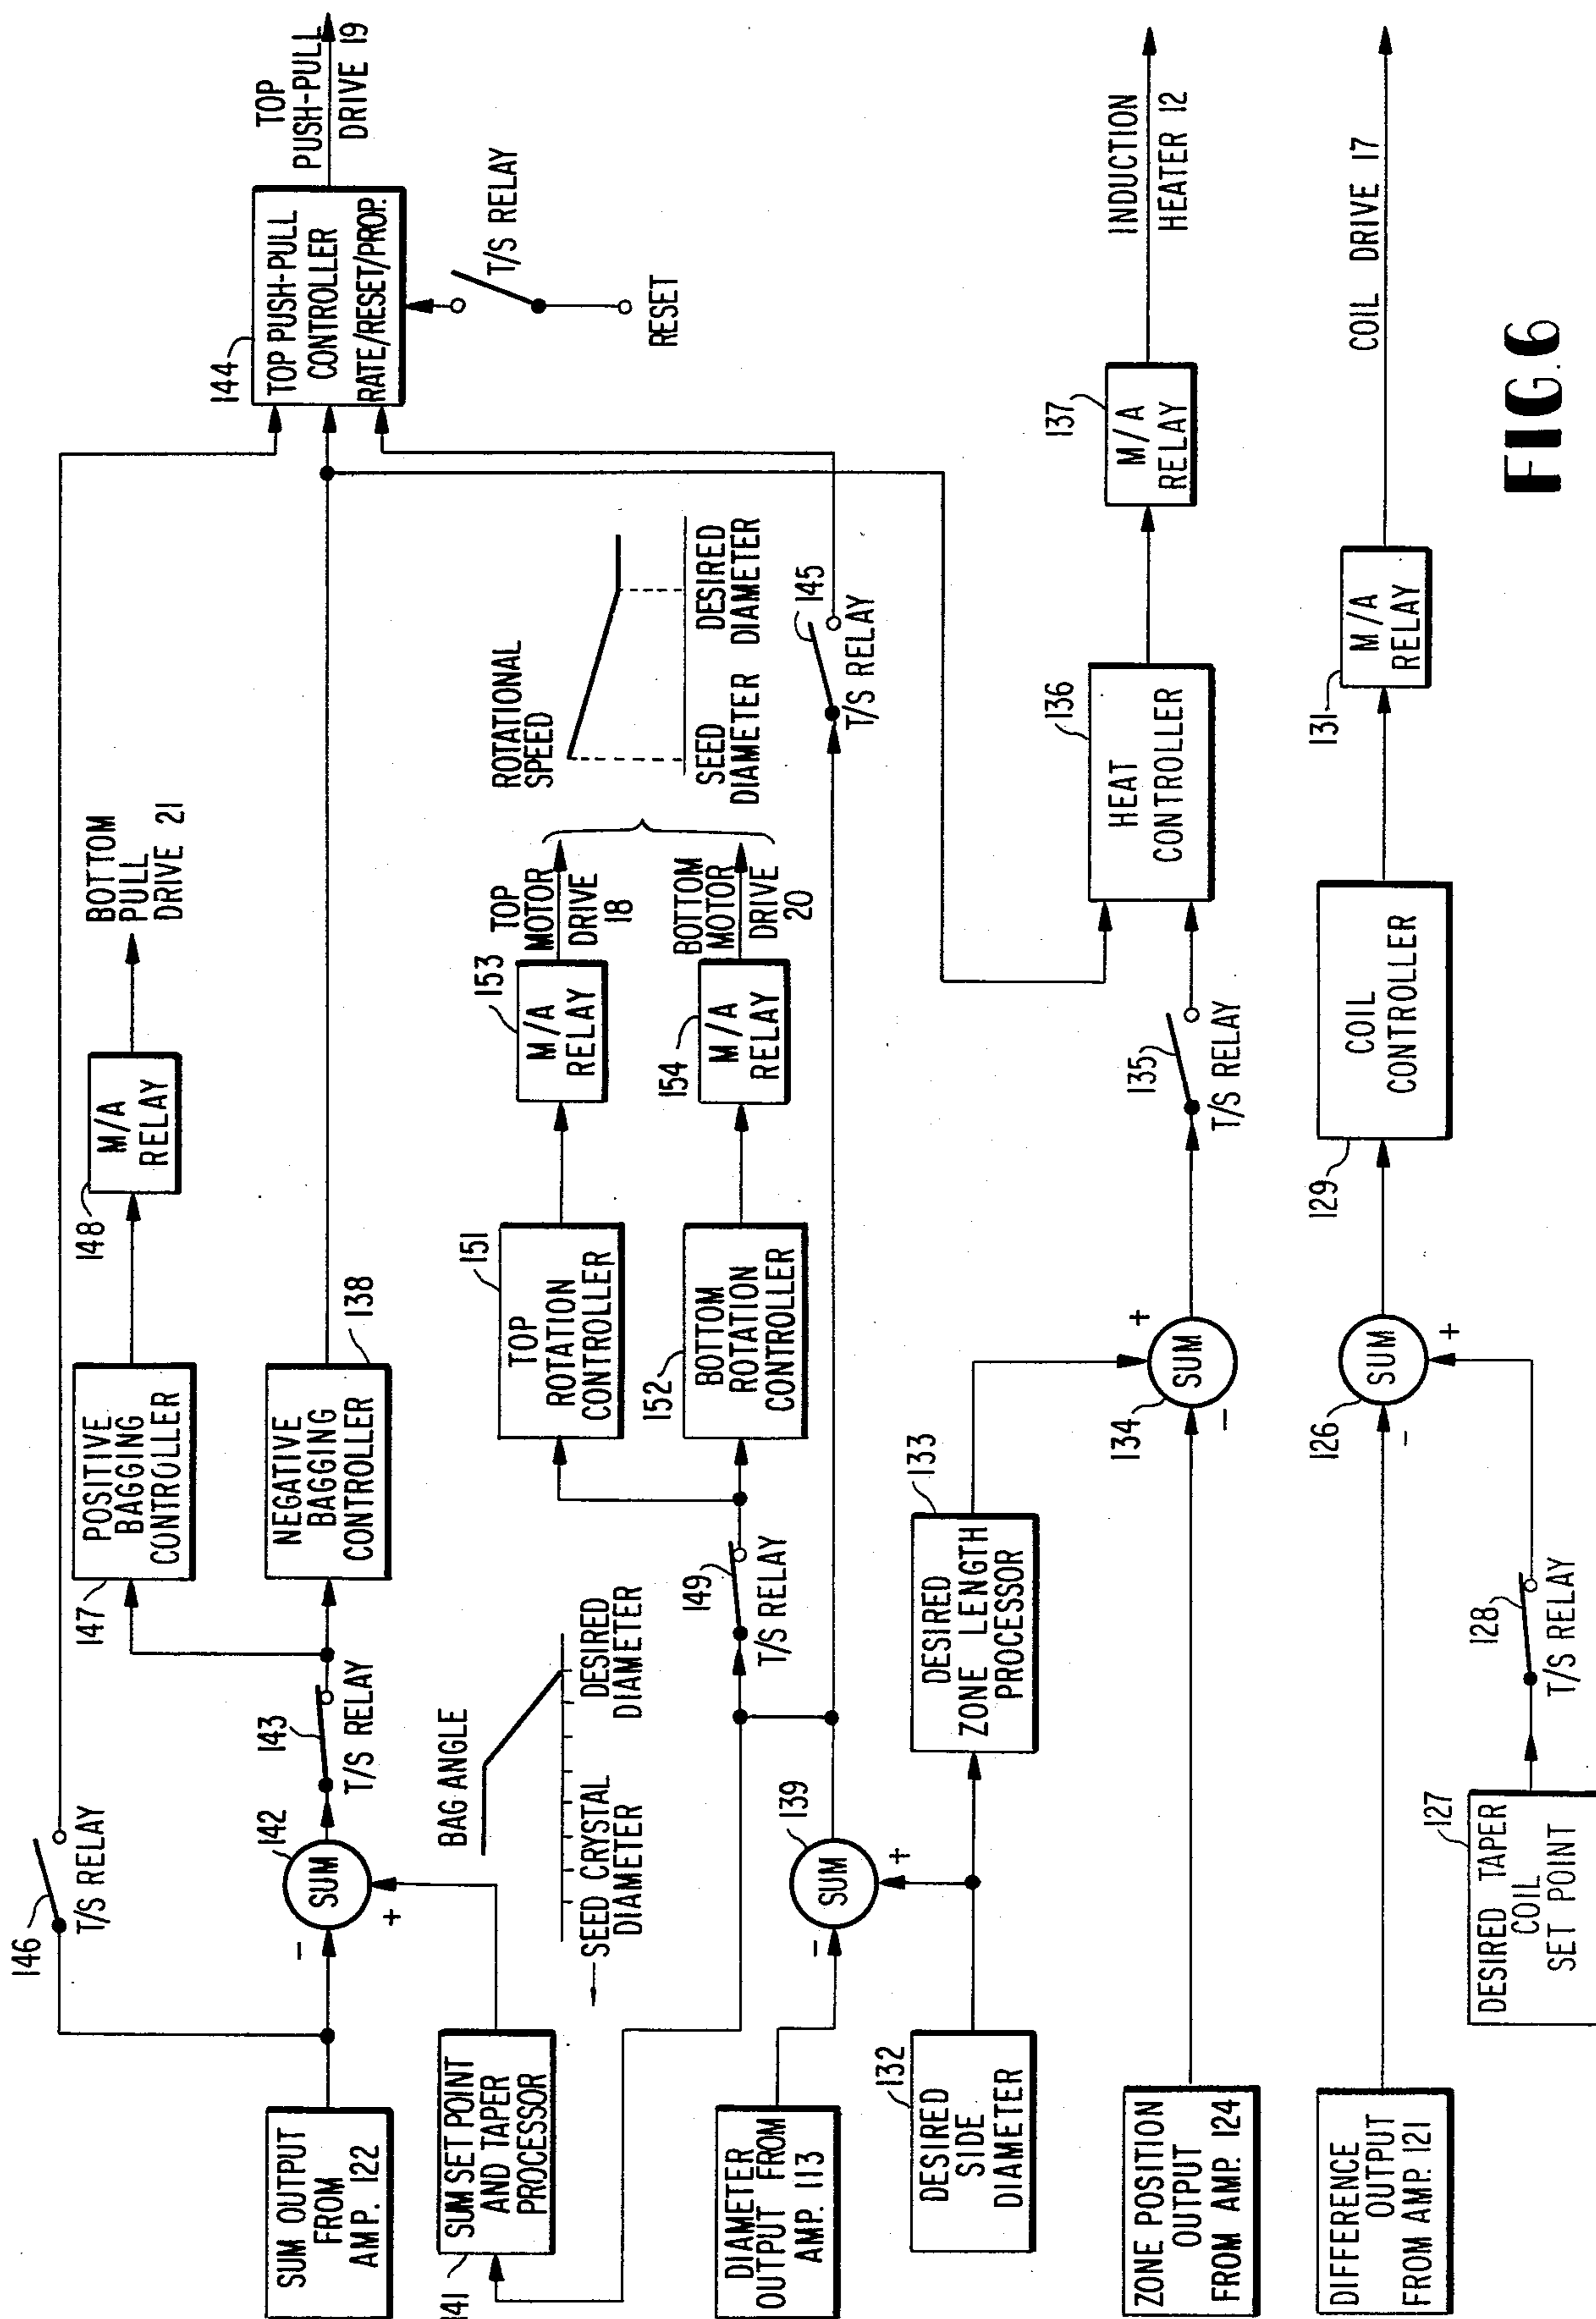 146
T/S RELAY
SUM OUTPUT
FROM
AMP. 122
-
+
142
SUM
143
T/S RELAY
147
POSITIVE
BAGGING
CONTROLLER
148
M/A
RELAY
BOTTOM
PULL
DRIVE 21
NEGATIVE
BAGGING
CONTROLLER
138
144
TOP PUSH-PULL
CONTROLLER
RATE/RESET/PROP.
TOP
PUSH-PULL
DRIVE 19
T/S RELAY
RESET
141
SUM SET POINT
AND TAPER
PROCESSOR
BAG ANGLE
SEED CRYSTAL
DIAMETER
DESIRED
DIAMETER
149
T/S RELAY
151
TOP
ROTATION
CONTROLLER
153
M/A
RELAY
TOP
MOTOR
DRIVE
18
152
BOTTOM
ROTATION
CONTROLLER
154
M/A
RELAY
BOTTOM
MOTOR
DRIVE
20
ROTATIONAL
SPEED
SEED
DIAMETER
DESIRED
DIAMETER
145
T/S RELAY
DIAMETER
OUTPUT FROM
AMP. 113
-
+
139
SUM
132
DESIRED
SIDE
DIAMETER
133
DESIRED
ZONE LENGTH
PROCESSOR
ZONE POSITION
OUTPUT
FROM AMP. 124
134
-
+
SUM
135
T/S RELAY
136
HEAT
CONTROLLER
137
M/A
RELAY
INDUCTION
HEATER 12
DIFFERENCE
OUTPUT
FROM AMP. 121
126
-
+
SUM
127
DESIRED TAPER
COIL
SET POINT
128
T/S RELAY
129
COIL
CONTROLLER
131
M/A
RELAY
COIL DRIVE 17
FIG. 6